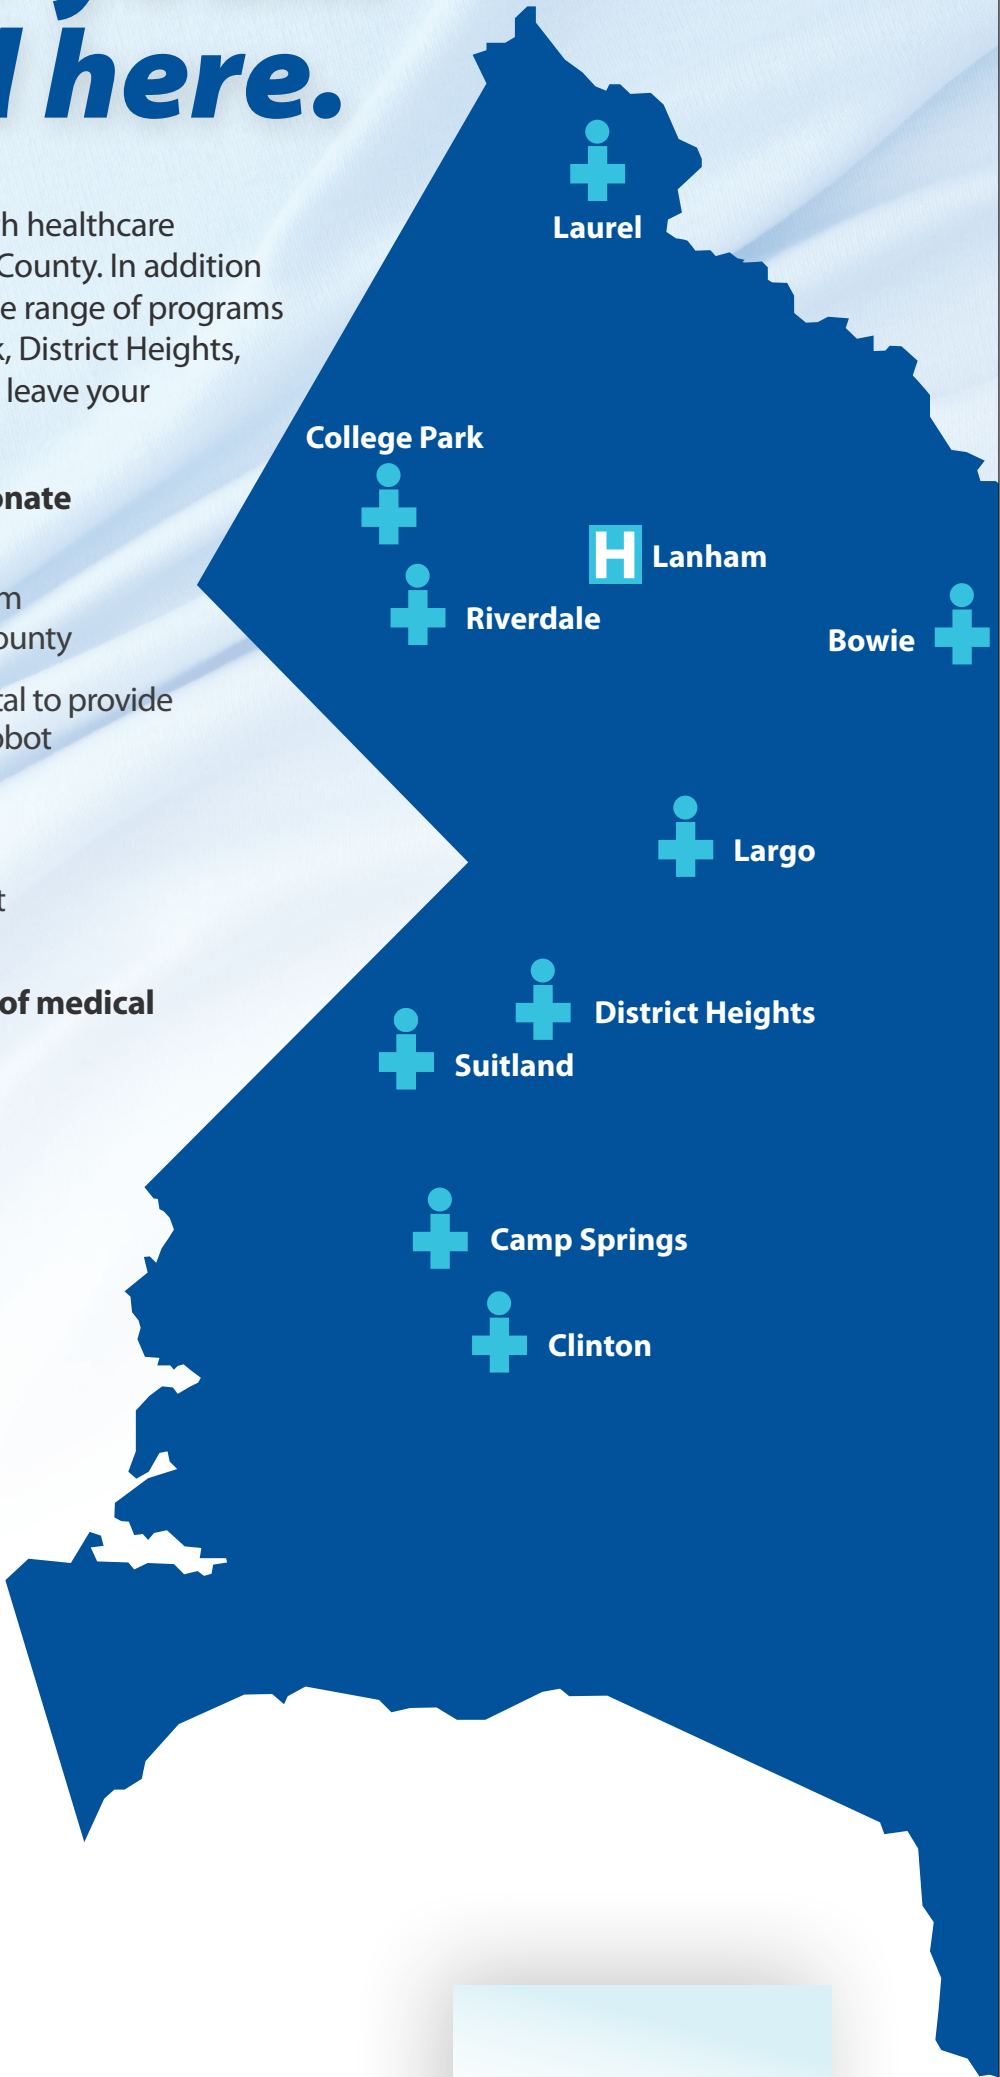 here.
h healthcare
County. In addition
e range of programs
k, District Heights,
leave your
onate
m
ounty
tal to provide
obot
t
of medical
Laurel
College Park
H Lanham
Riverdale
Bowie
Largo
District Heights
Suitland
Camp Springs
Clinton